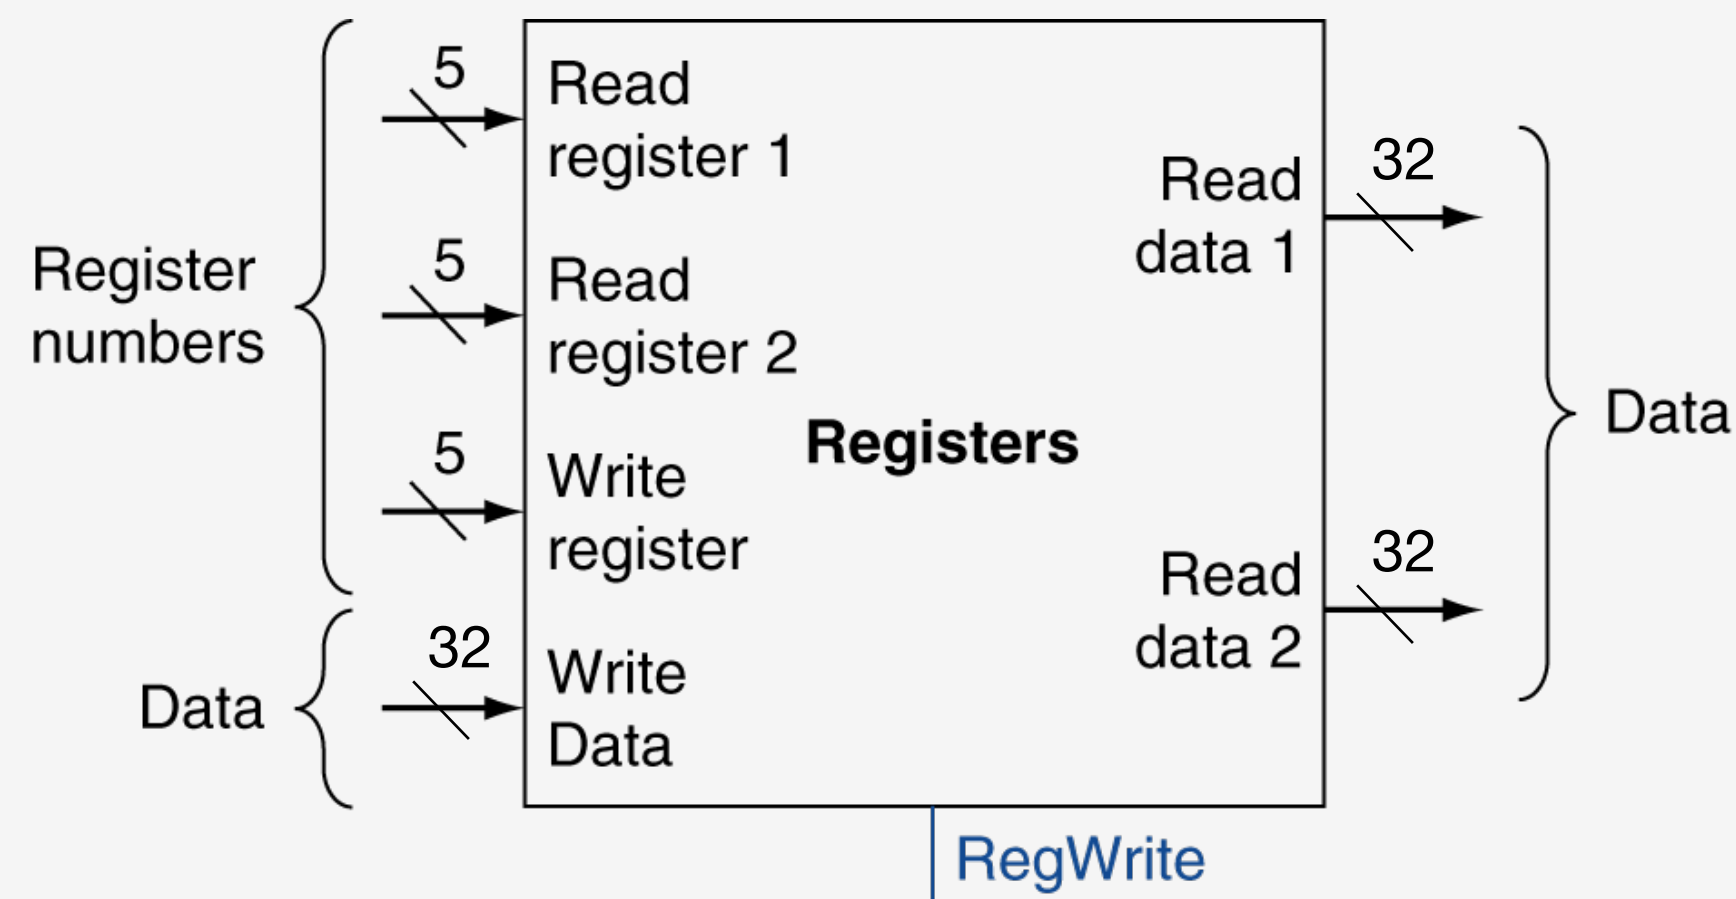 Register
numbers
Data
5
5
5
32
Read
register 1
Read
register 2
Write
register
Write
Data
Registers
Read
data 1
Read
data 2
32
32
Data
RegWrite